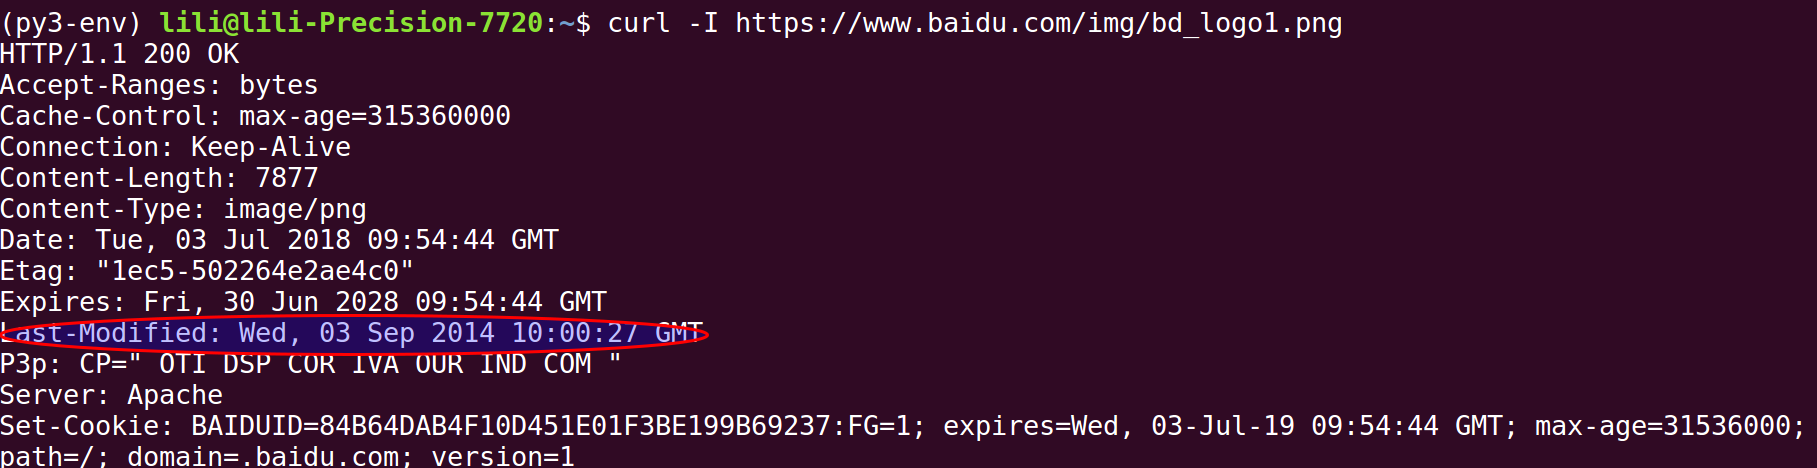 (py3-env) lili@lili-Precision-7720:~$ curl -I https://www.baidu.com/img/bd_logo1.png
HTTP/1.1 200 OK
Accept-Ranges: bytes
Cache-Control: max-age=315360000
Connection: Keep-Alive
Content-Length: 7877
Content-Type: image/png
Date: Tue, 03 Jul 2018 09:54:44 GMT
Etag: "1ec5-502264e2ae4c0"
Expires: Fri, 30 Jun 2028 09:54:44 GMT
Last-Modified: Wed, 03 Sep 2014 10:00:27 GMT
P3p: CP=" OTI DSP COR IVA OUR IND COM "
Server: Apache
Set-Cookie: BAIDUID=84B64DAB4F10D451E01F3BE199B69237:FG=1; expires=Wed, 03-Jul-19 09:54:44 GMT; max-age=31536000;
path=/; domain=.baidu.com; version=1